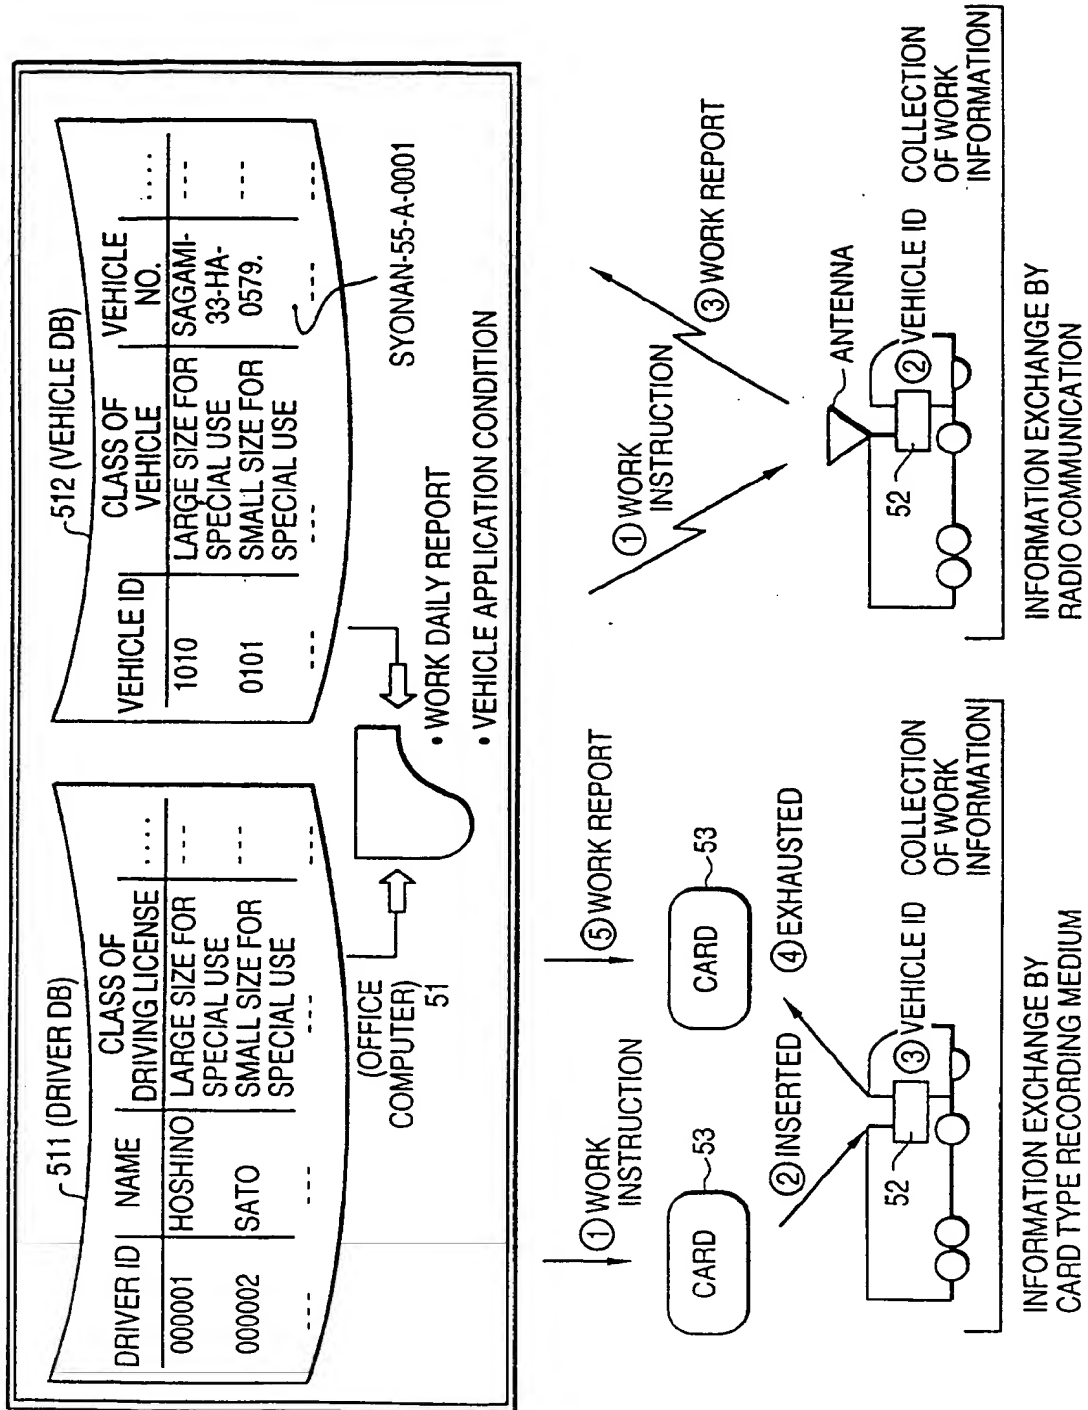 511 (DRIVER DB)
DRIVER ID
NAME
CLASS OF
DRIVING LICENSE
....
000001
HOSHINO
LARGE SIZE FOR
SPECIAL USE
---
000002
SATO
SMALL SIZE FOR
SPECIAL USE
---
---
---
---
---
512 (VEHICLE DB)
VEHICLE ID
CLASS OF
VEHICLE
VEHICLE
NO.
....
1010
LARGE SIZE FOR
SPECIAL USE
SAGAMI-
33-HA-
0579.
---
0101
SMALL SIZE FOR
SPECIAL USE
---
---
---
---
---
SYONAN-55-A-0001
(OFFICE
COMPUTER)
51
• WORK DAILY REPORT
• VEHICLE APPLICATION CONDITION
① WORK
INSTRUCTION
⑤ WORK REPORT
CARD
53
CARD
53
② INSERTED
④ EXHAUSTED
52
③ VEHICLE ID
COLLECTION
OF WORK
INFORMATION
INFORMATION EXCHANGE BY
CARD TYPE RECORDING MEDIUM
① WORK
INSTRUCTION
③ WORK REPORT
ANTENNA
52
② VEHICLE ID
COLLECTION
OF WORK
INFORMATION
INFORMATION EXCHANGE BY
RADIO COMMUNICATION